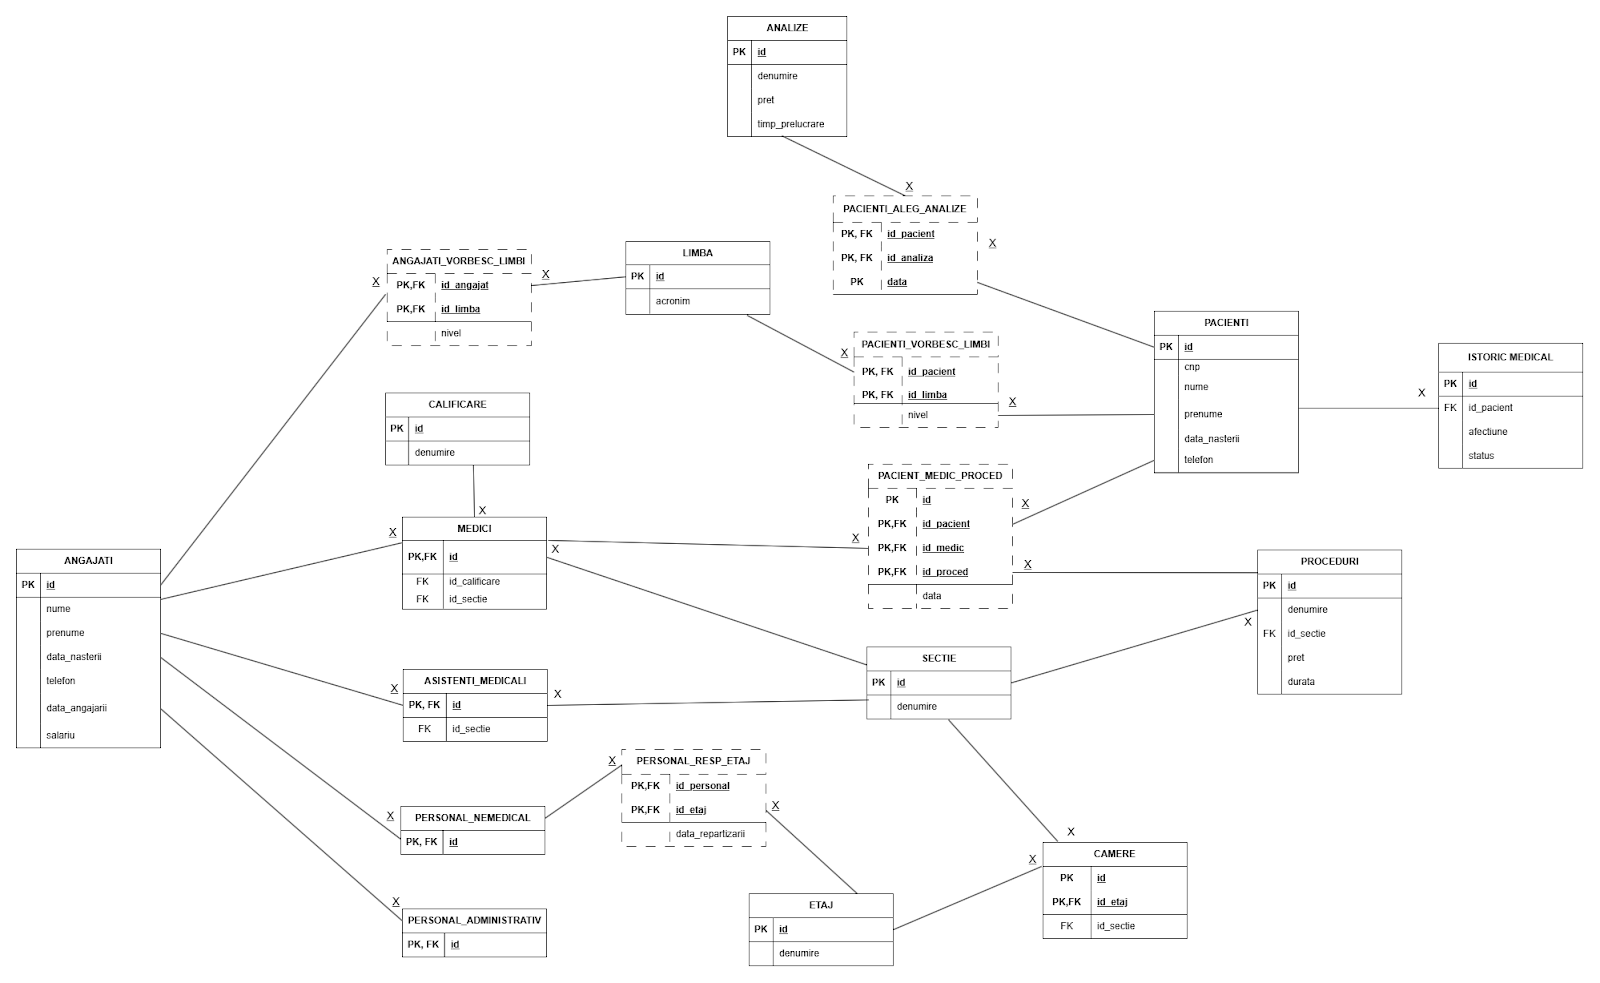 ANALIZE
PK id
denumire
pret
timp_prelucrare
X
PACIENTI_ALEG_ANALIZE
PK, FK id_pacient
PK, FK id_analiza
PK data
X
ANGAJATI_VORBESC_LIMBI
PK,FK id_angajat
PK,FK id_limba
nivel
X
X
LIMBA
PK id
acronim
X
PACIENTI_VORBESC_LIMBI
PK, FK id_pacient
PK, FK id_limba
nivel
X
PACIENTI
PK id
cnp
nume
prenume
data_nasterii
telefon
X
ISTORIC MEDICAL
PK id
FK id_pacient
afectiune
status
CALIFICARE
PK id
denumire
X
X
MEDICI
PK,FK id
FK id_calificare
FK id_sectie
X
X
PACIENT_MEDIC_PROCED
PK id
PK,FK id_pacient
PK,FK id_medic
PK,FK id_proced
data
X
X
ANGAJATI
PK id
nume
prenume
data_nasterii
telefon
data_angajarii
salariu
PROCEDURI
PK id
denumire
FK id_sectie
pret
durata
X
SECTIE
PK id
denumire
X
ASISTENTI_MEDICALI
PK, FK id
FK id_sectie
X
X
PERSONAL_RESP_ETAJ
PK,FK id_personal
PK,FK id_etaj
data_repartizarii
X
X
PERSONAL_NEMEDICAL
PK, FK id
X
CAMERE
PK id
PK,FK id_etaj
FK id_sectie
X
X
PERSONAL_ADMINISTRATIV
PK, FK id
ETAJ
PK id
denumire